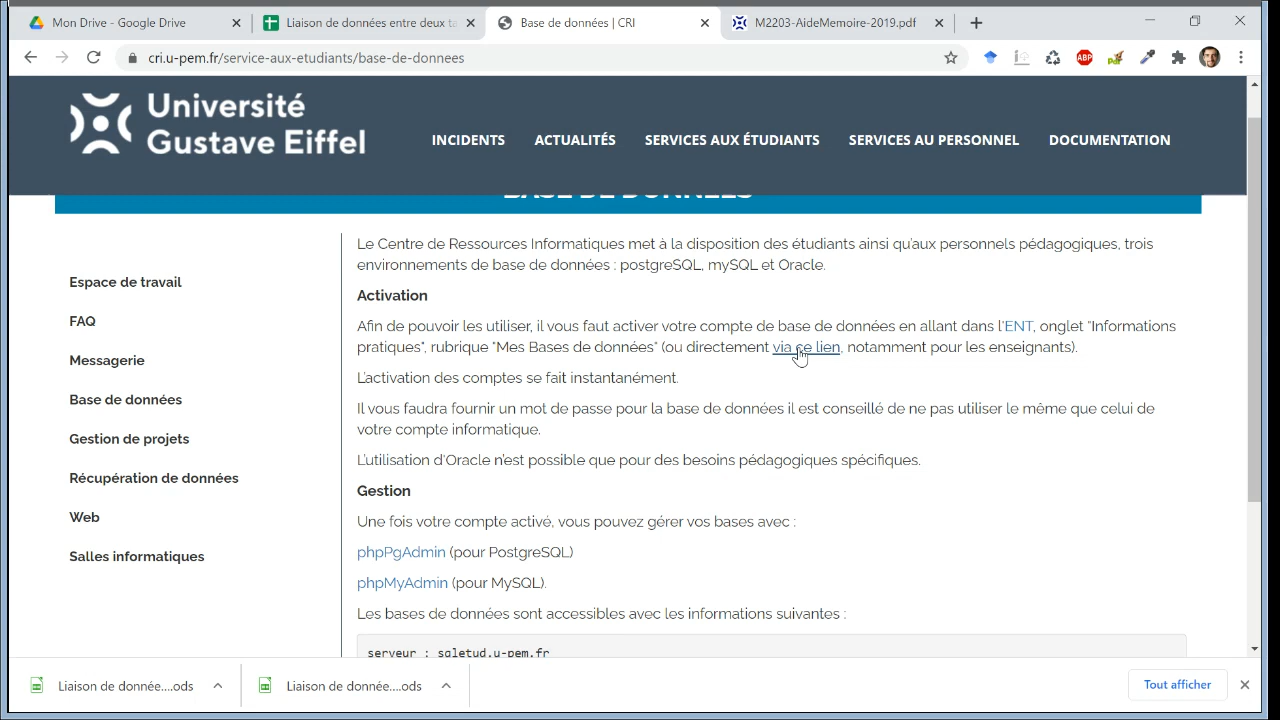 Mon Drive - Google Drive
Liaison de données entre deux ta
Base de données | CRI
M2203-AideMemoire-2019.pdf
cri.u-pem.fr/service-aux-etudiants/base-de-donnees
Université
Gustave Eiffel
INCIDENTS
ACTUALITÉS
SERVICES AUX ÉTUDIANTS
SERVICES AU PERSONNEL
DOCUMENTATION
BASE DE DONNÉES
Espace de travail
FAQ
Messagerie
Base de données
Gestion de projets
Récupération de données
Web
Salles informatiques
Le Centre de Ressources Informatiques met à la disposition des étudiants ainsi qu'aux personnels pédagogiques, trois
environnements de base de données : postgreSQL, mySQL et Oracle.
Activation
Afin de pouvoir les utiliser, il vous faut activer votre compte de base de données en allant dans l'ENT, onglet "Informations
pratiques", rubrique "Mes Bases de données" (ou directement via ce lien, notamment pour les enseignants).
L'activation des comptes se fait instantanément.
Il vous faudra fournir un mot de passe pour la base de données il est conseillé de ne pas utiliser le même que celui de
votre compte informatique.
L'utilisation d'Oracle n'est possible que pour des besoins pédagogiques spécifiques.
Gestion
Une fois votre compte activé, vous pouvez gérer vos bases avec :
phpPgAdmin (pour PostgreSQL)
phpMyAdmin (pour MySQL).
Les bases de données sont accessibles avec les informations suivantes :
serveur : sqletud.u-pem.fr
Liaison de donnée....ods
Liaison de donnée....ods
Tout afficher